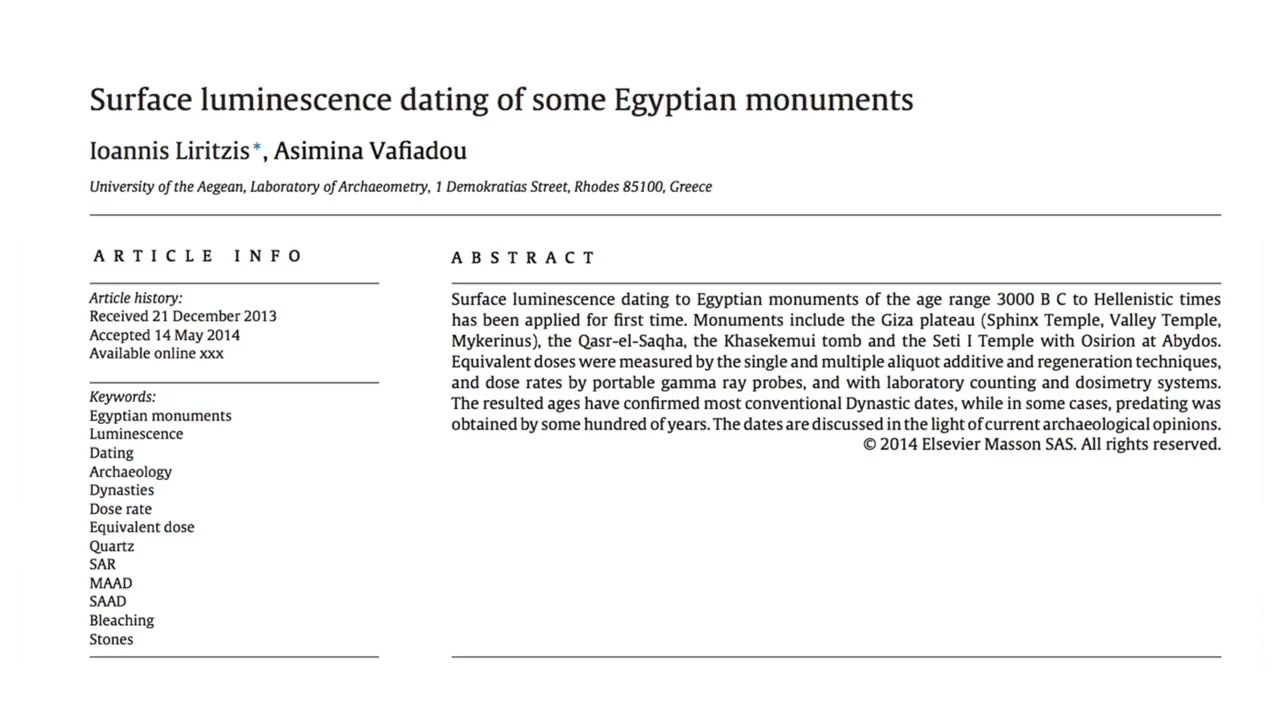 Surface luminescence dating of some Egyptian monuments
Ioannis Liritzis*, Asimina Vafiadou
University of the Aegean, Laboratory of Archaeometry, 1 Demokratias Street, Rhodes 85100, Greece
ARTICLE INFO
Article history:
Received 21 December 2013
Accepted 14 May 2014
Available online xxx
Keywords:
Egyptian monuments
Luminescence
Dating
Archaeology
Dynasties
Dose rate
Equivalent dose
Quartz
SAR
MAAD
SAAD
Bleaching
Stones
ABSTRACT
Surface luminescence dating to Egyptian monuments of the age range 3000 B C to Hellenistic times
has been applied for first time. Monuments include the Giza plateau (Sphinx Temple, Valley Temple,
Mykerinus), the Qasr-el-Saqha, the Khasekemui tomb and the Seti I Temple with Osirion at Abydos.
Equivalent doses were measured by the single and multiple aliquot additive and regeneration techniques,
and dose rates by portable gamma ray probes, and with laboratory counting and dosimetry systems.
The resulted ages have confirmed most conventional Dynastic dates, while in some cases, predating was
obtained by some hundred of years. The dates are discussed in the light of current archaeological opinions.
© 2014 Elsevier Masson SAS. All rights reserved.